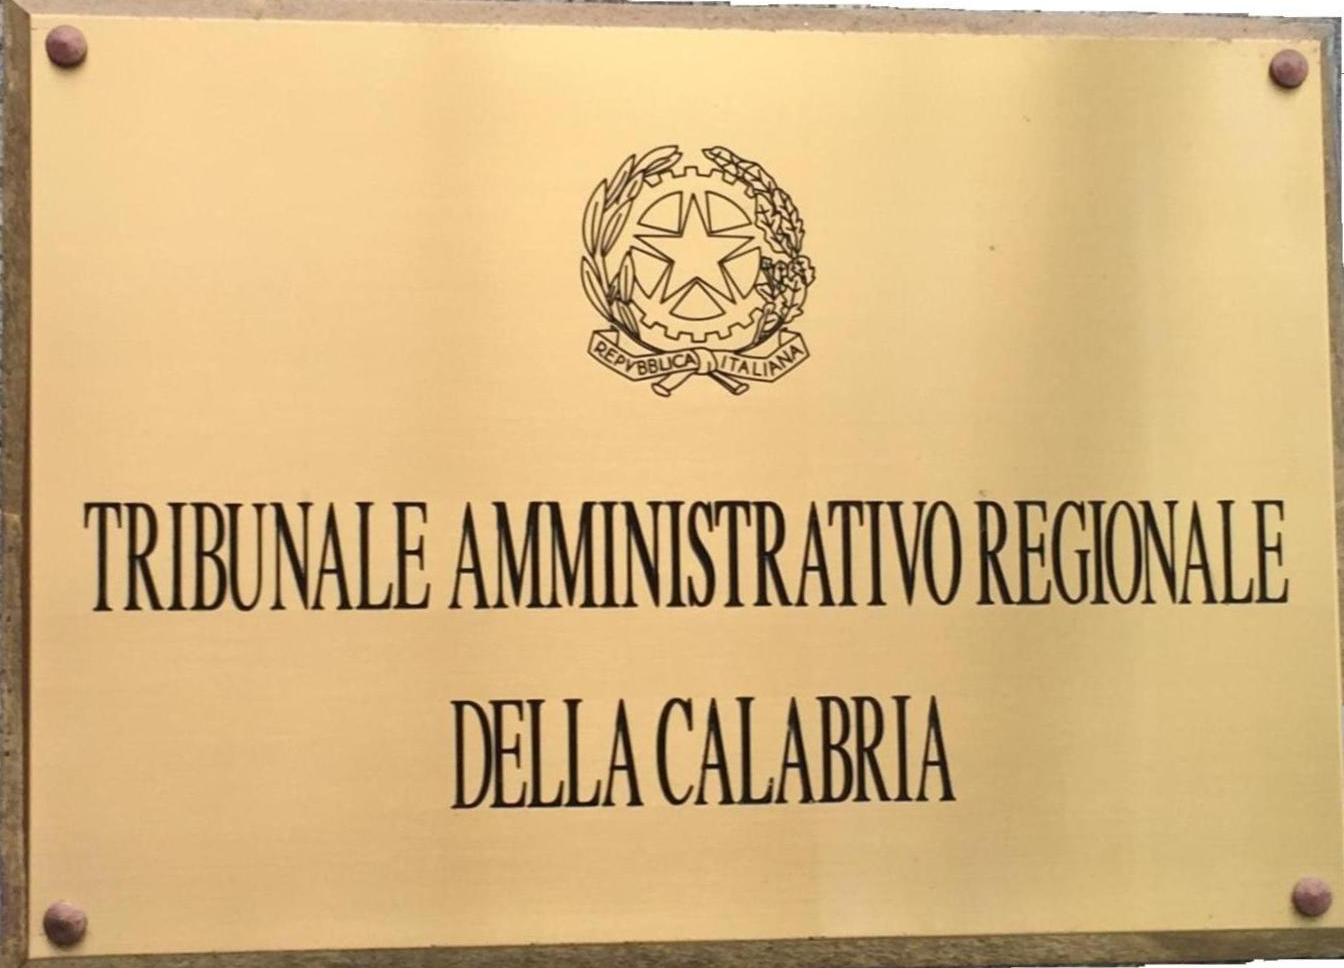 REPVBBLICA ITALIANA
TRIBUNALE AMMINISTRATIVO REGIONALE
DELLA CALABRIA